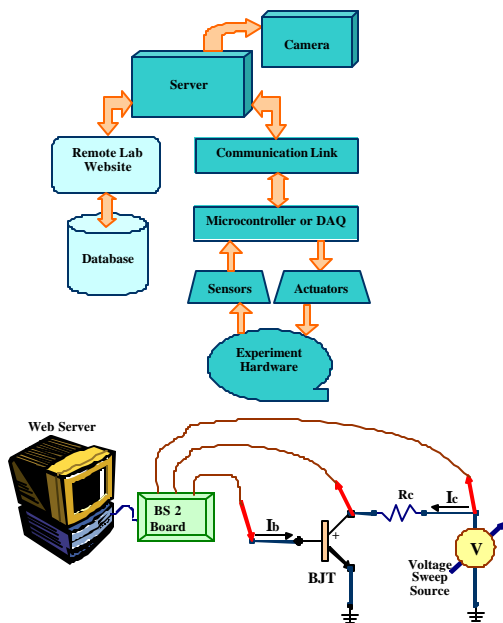 Camera
Server
Remote Lab
Website
Communication Link
Microcontroller or DAQ
Database
Sensors
Actuators
Experiment
Hardware
Web Server
BS 2
Board
Ib
+
BJT
Rc
Ic
V
Voltage
Sweep
Source